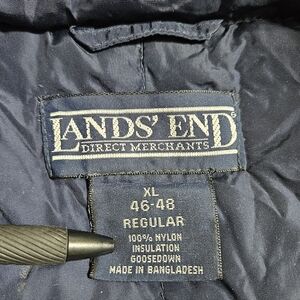 LANDS' END
DIRECT MERCHANTS
XL
46-48
REGULAR
100% NYLON
INSULATION
GOOSEDOWN
MADE IN BANGLADESH